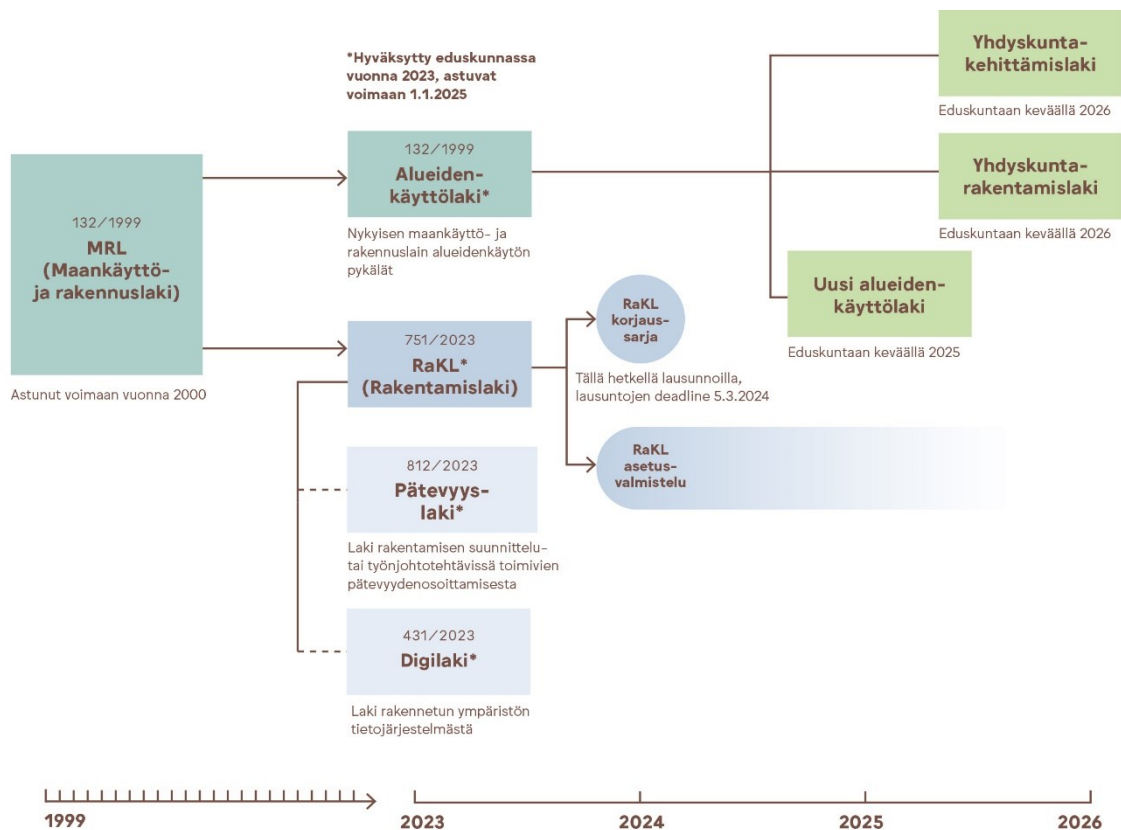 *Hyväksytty eduskunnassa
vuonna 2023, astuvat
voimaan 1.1.2025
132/1999
MRL
(Maankäyttö-
ja rakennuslaki)
Astunut voimaan vuonna 2000
132/1999
Alueiden-
käyttölaki*
Nykyisen maankäyttö- ja
rakennuslain alueidenkäytön
pykälät
751/2023
RaKL*
(Rakentamislaki)
812/2023
Pätevyys-
laki*
Laki rakentamisen suunnittelu-
tai työnjohtotehtävissä toimivien
pätevyydenosoittamisesta
431/2023
Digilaki*
Laki rakennetun ympäristön
tietojärjestelmästä
RaKL
korjaus-
sarja
Tällä hetkellä lausunnoilla,
lausuntojen deadline 5.3.2024
RaKL
asetus-
valmistelu
Yhdyskunta-
kehittämislaki
Eduskuntaan keväällä 2026
Yhdyskunta-
rakentamislaki
Eduskuntaan keväällä 2026
Uusi alueiden-
käyttölaki
Eduskuntaan keväällä 2025
1999 2023 2024 2025 2026